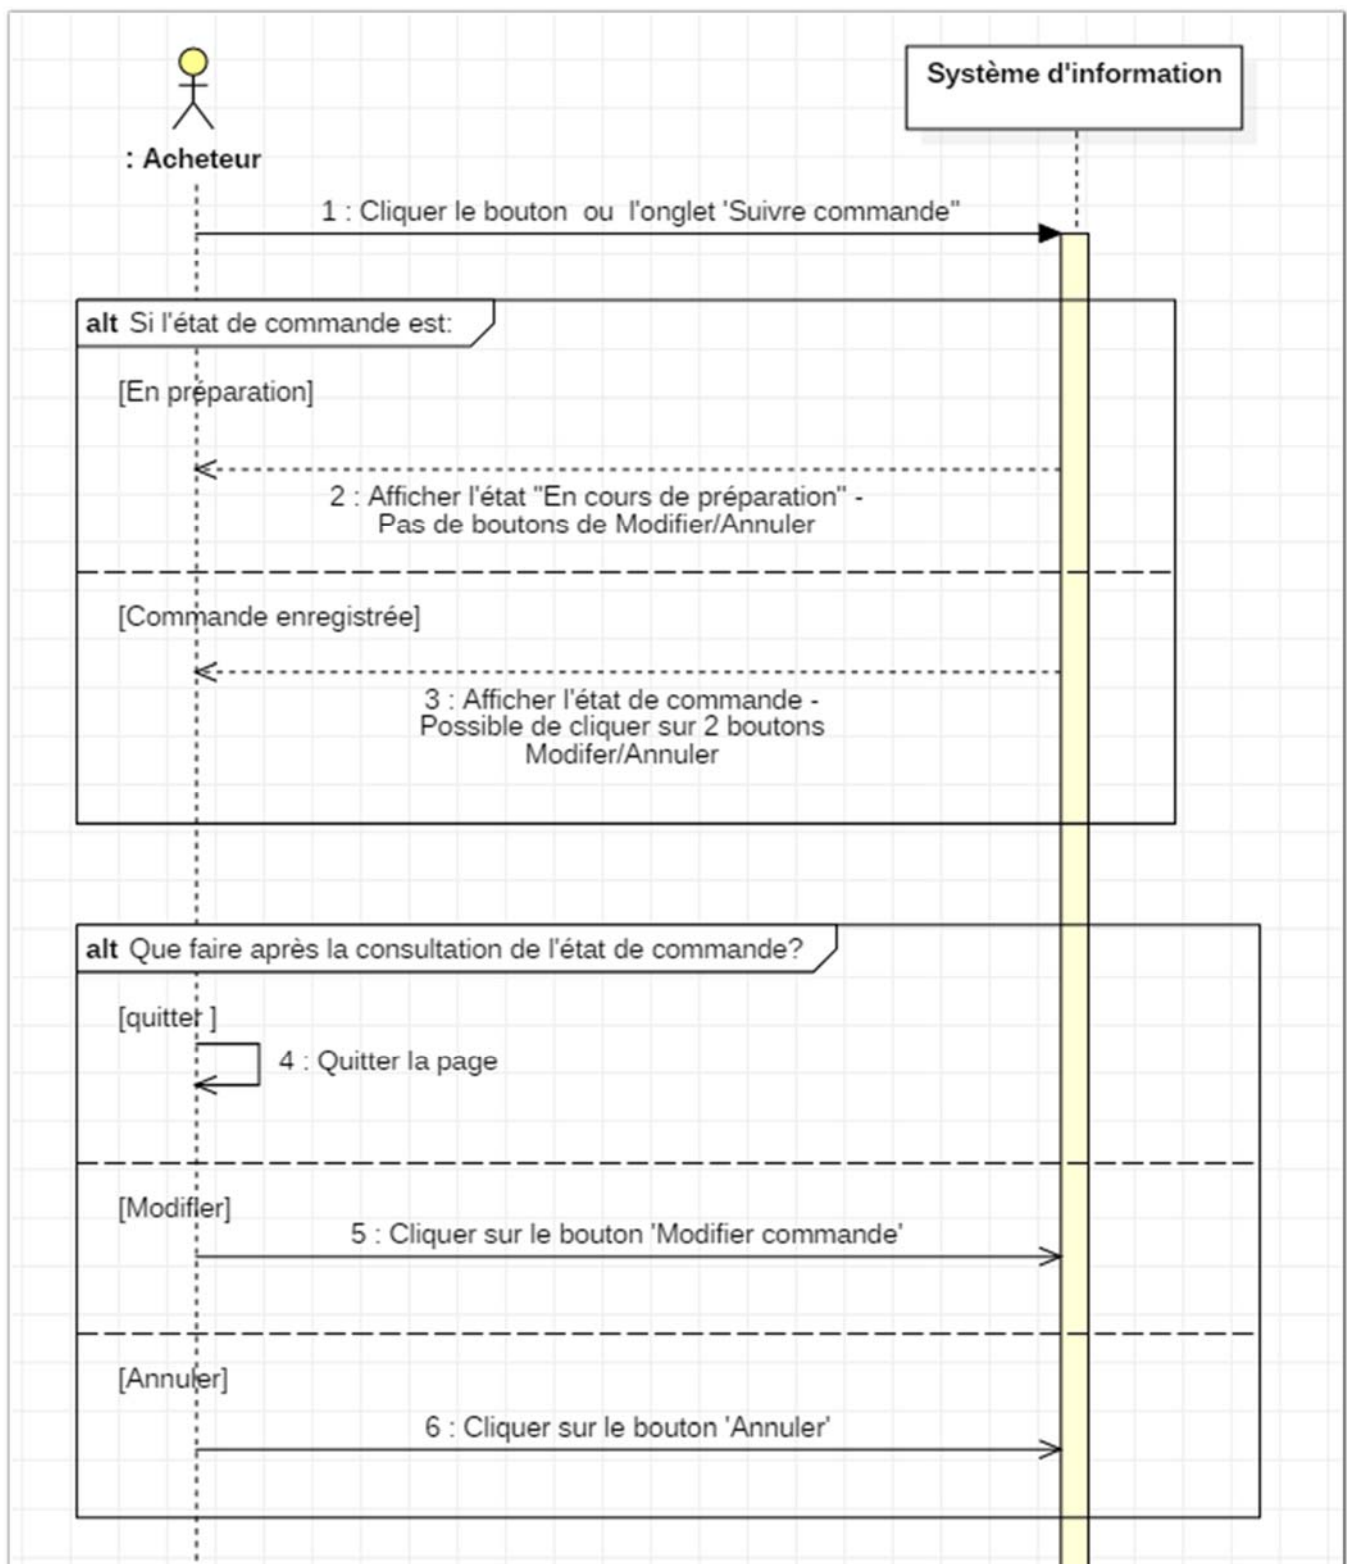 Système d'information
: Acheteur
1 : Cliquer le bouton  ou  l'onglet 'Suivre commande"
alt Si l'état de commande est:
[En préparation]
2 : Afficher l'état "En cours de préparation" -
Pas de boutons de Modifier/Annuler
[Commande enregistrée]
3 : Afficher l'état de commande -
Possible de cliquer sur 2 boutons
Modifer/Annuler
alt Que faire après la consultation de l'état de commande?
[quitter ]
4 : Quitter la page
[Modifier]
5 : Cliquer sur le bouton 'Modifier commande'
[Annuler]
6 : Cliquer sur le bouton 'Annuler'